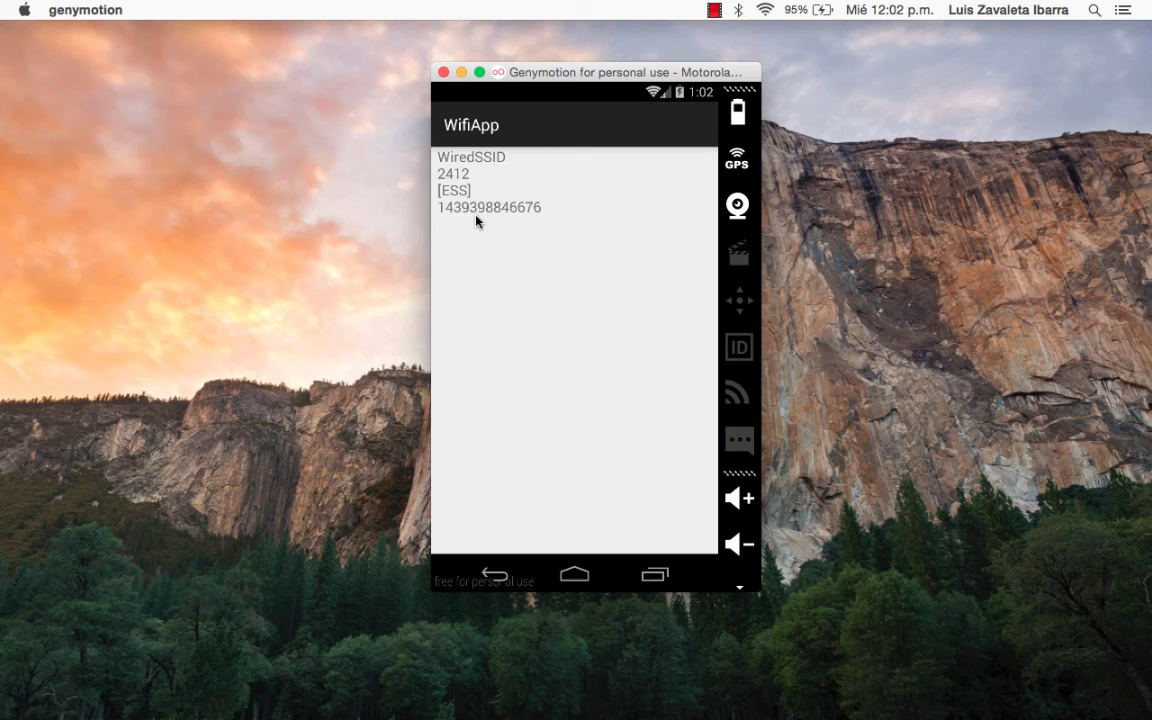 genymotion
95%
Mié 12:02 p.m.
Luis Zavaleta Ibarra
Genymotion for personal use - Motorola...
1:02
WifiApp
WiredSSID
2412
[ESS]
1439398846676
GPS
ID
free for personal use